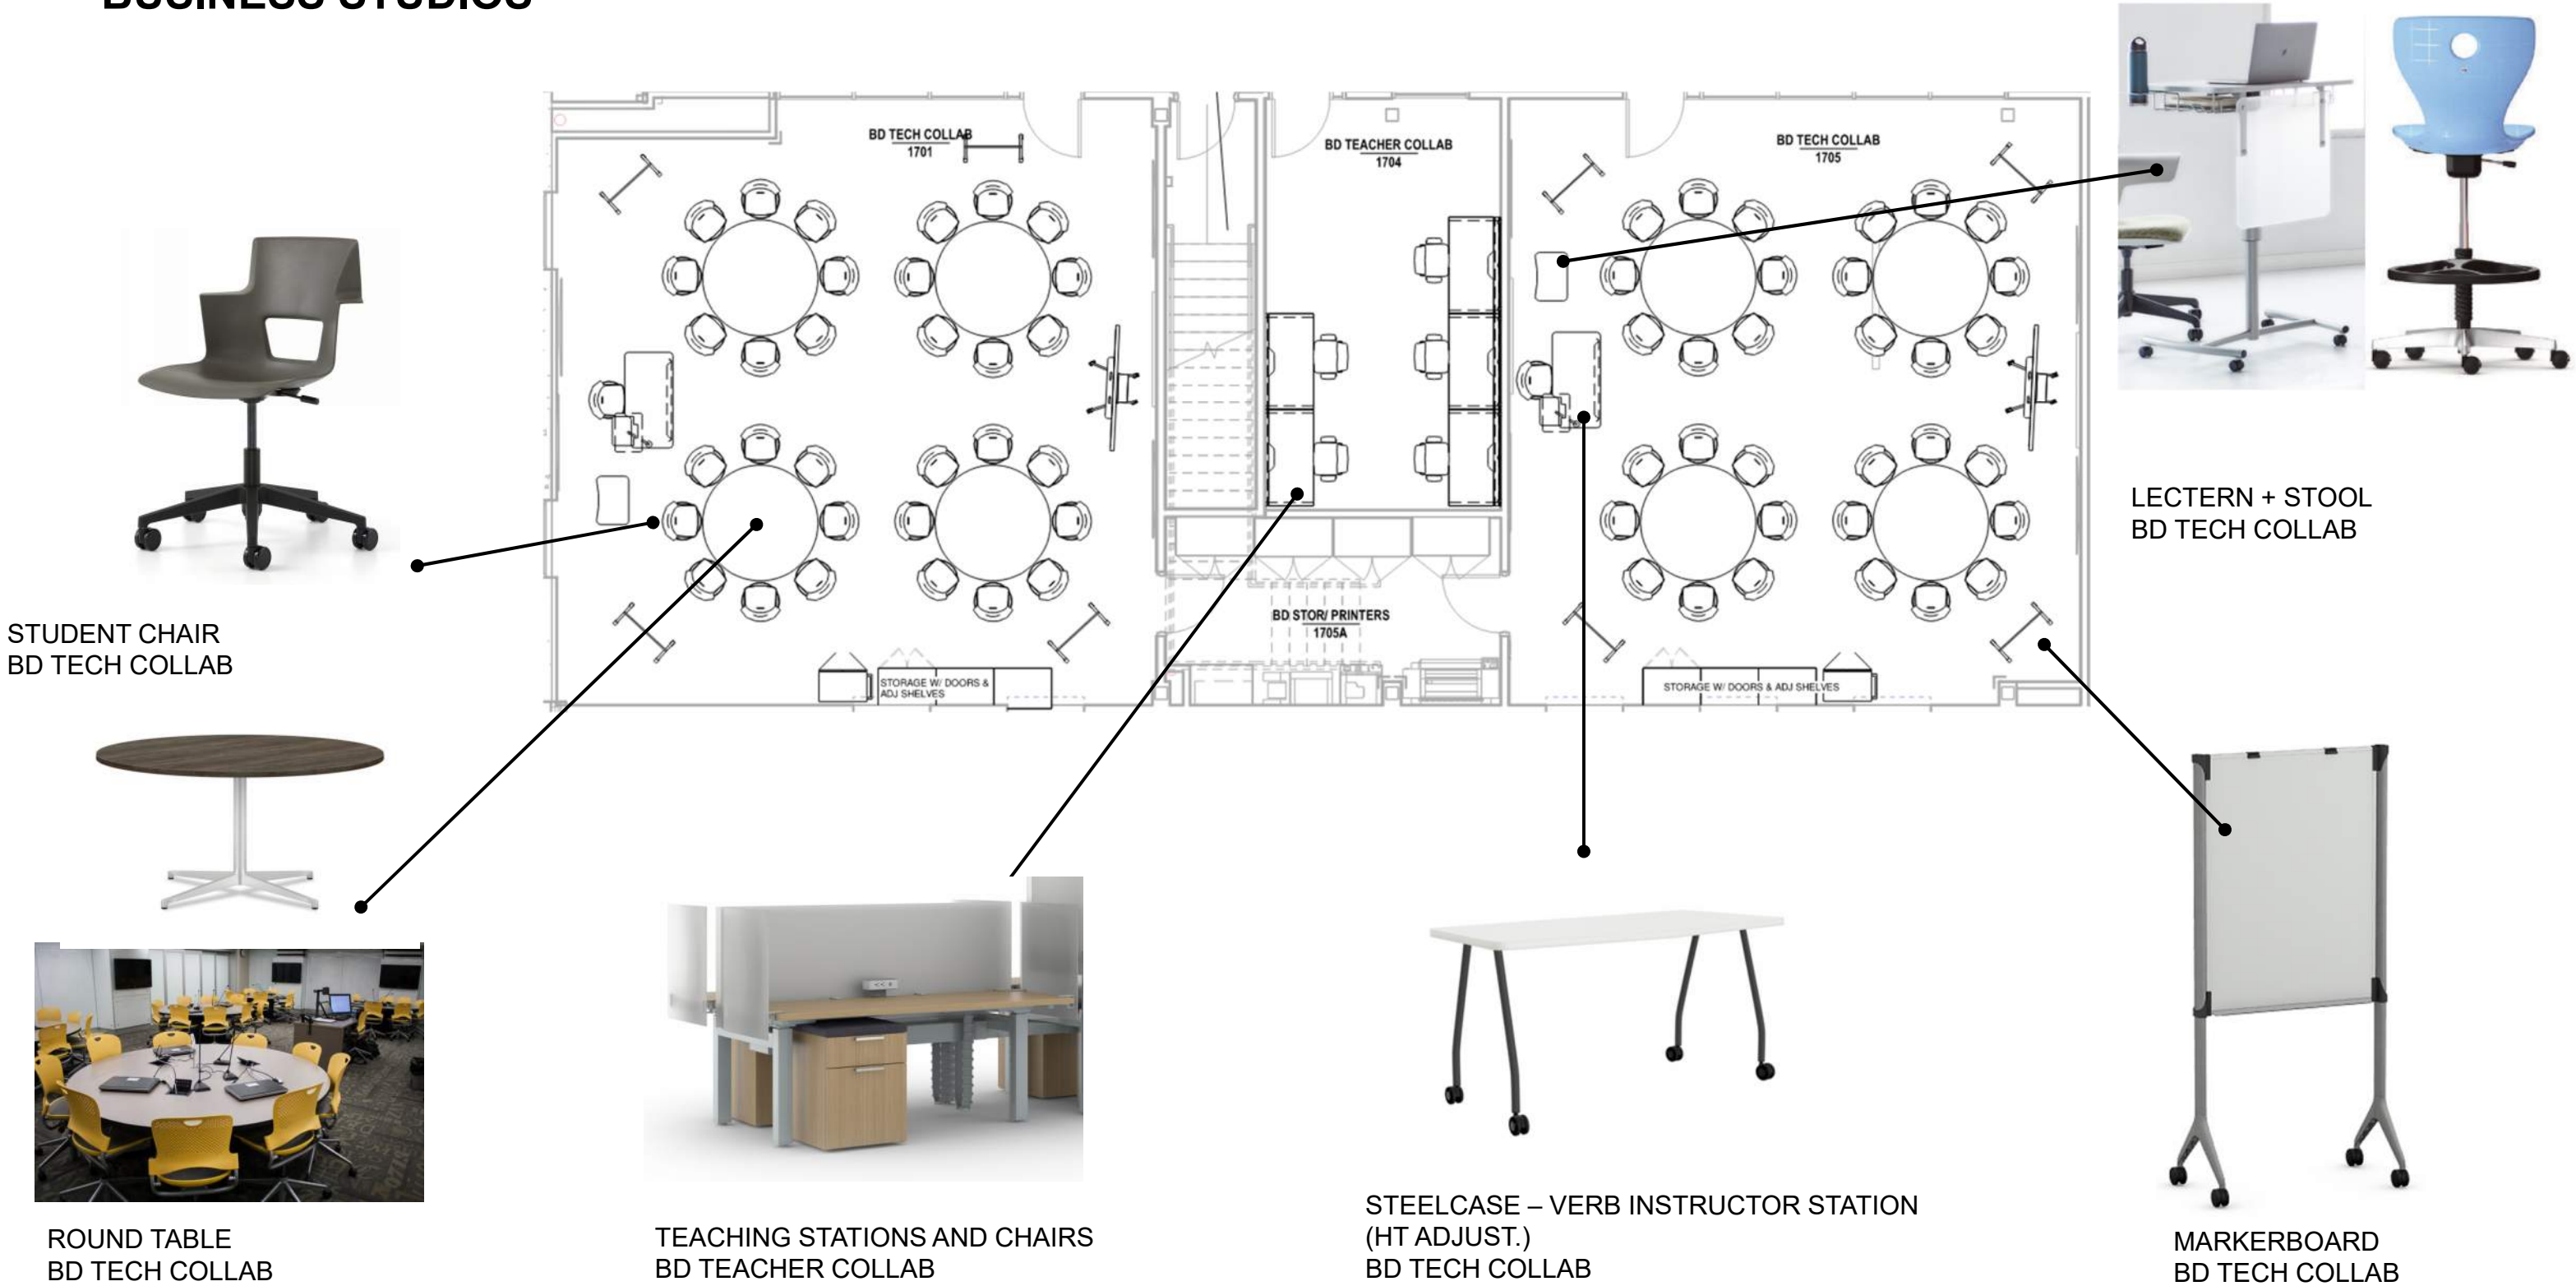 BUSINESS STUDIOS
BD TECH COLLAB
1701
BD TEACHER COLLAB
1704
BD TECH COLLAB
1705
LECTERN + STOOL
BD TECH COLLAB
STUDENT CHAIR
BD TECH COLLAB
BD STOR/ PRINTERS
1705A
STORAGE W/ DOORS &
ADJ SHELVES
STORAGE W/ DOORS & ADJ SHELVES
ROUND TABLE
BD TECH COLLAB
TEACHING STATIONS AND CHAIRS
BD TEACHER COLLAB
STEELCASE – VERB INSTRUCTOR STATION
(HT ADJUST.)
BD TECH COLLAB
MARKERBOARD
BD TECH COLLAB